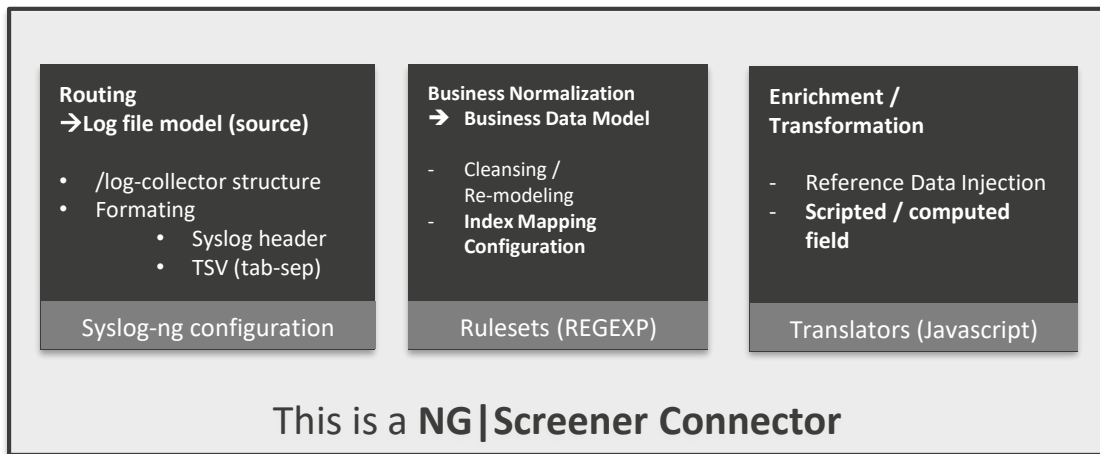 Routing
→Log file model (source)
• /log-collector structure
• Formating
• Syslog header
• TSV (tab-sep)
Syslog-ng configuration
Business Normalization
➔ Business Data Model
- Cleansing /
Re-modeling
- Index Mapping
Configuration
Rulesets (REGEXP)
Enrichment /
Transformation
- Reference Data Injection
- Scripted / computed
field
Translators (Javascript)
This is a NG|Screener Connector